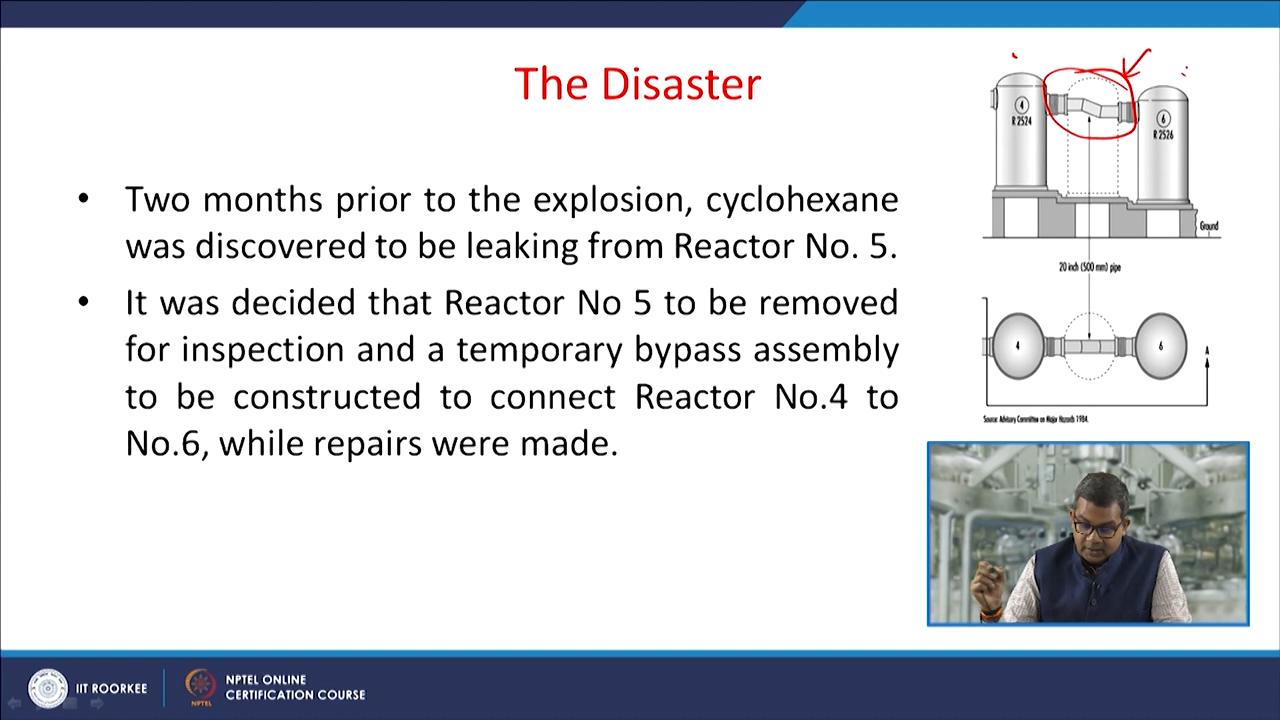 The Disaster
• Two months prior to the explosion, cyclohexane
was discovered to be leaking from Reactor No. 5.
• It was decided that Reactor No 5 to be removed
for inspection and a temporary bypass assembly
to be constructed to connect Reactor No.4 to
No.6, while repairs were made.
4
R 2524
6
R 2526
Ground
20 inch (500 mm) pipe
4
6
A
Source: Advisory Committee on Major Hazards 1984.
IIT ROORKEE
NPTEL
NPTEL ONLINE
CERTIFICATION COURSE